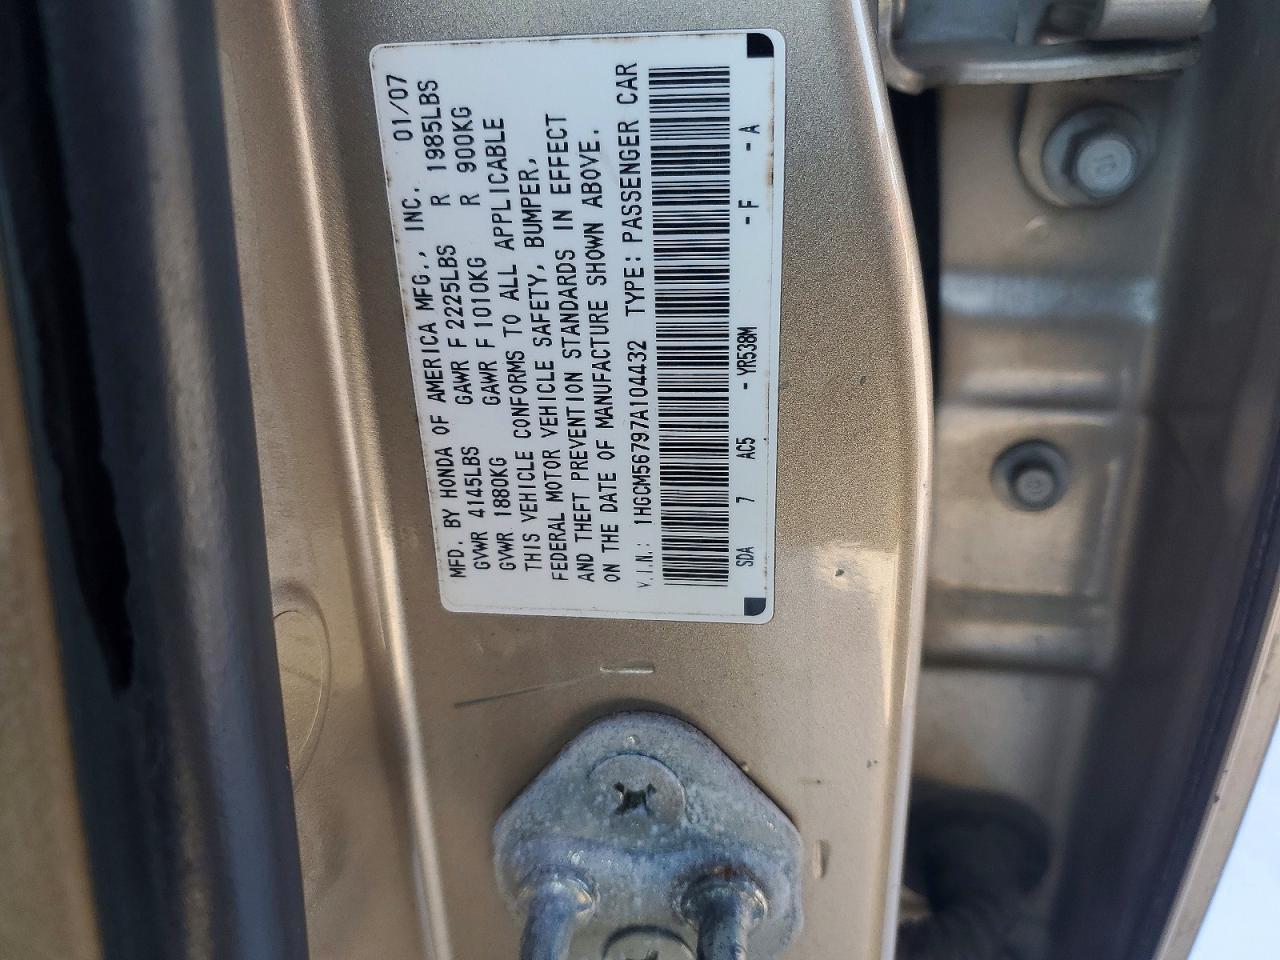 MFD. BY HONDA OF AMERICA MFG., INC. 01/07
GVWR 4145LBS GAWR F 2225LBS R 1985LBS
GVWR 1880KG GAWR F 1010KG R 900KG
THIS VEHICLE CONFORMS TO ALL APPLICABLE
FEDERAL MOTOR VEHICLE SAFETY, BUMPER,
AND THEFT PREVENTION STANDARDS IN EFFECT
ON THE DATE OF MANUFACTURE SHOWN ABOVE.
V.I.N.: 1HGCM56797A104432 TYPE: PASSENGER CAR
SDA 7 AC5 - YR538M - F - A